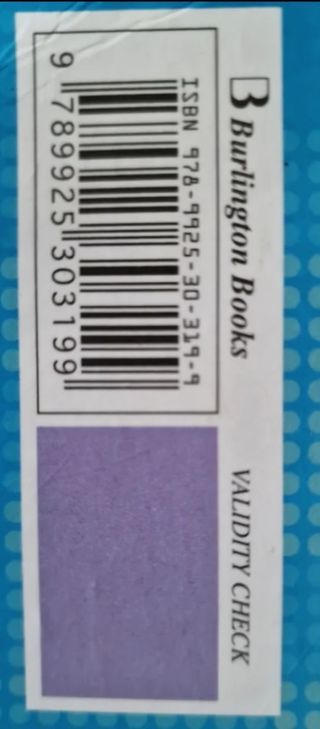 Burlington Books
VALIDITY CHECK
ISBN 978-9925-30-319-9
9 789925 303199